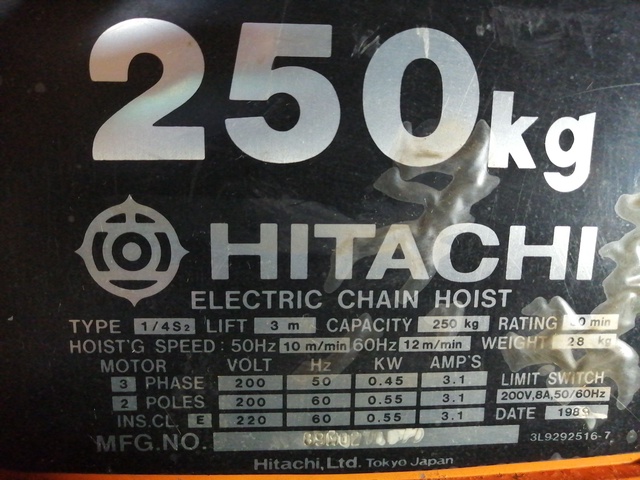 250kg
HITACHI
ELECTRIC CHAIN HOIST
TYPE 1/4S2 LIFT 3 m CAPACITY 250 kg RATING min
HOIST'G SPEED: 50Hz 10 m/min 60Hz 12 m/min WEIGHT 28 kg
MOTOR VOLT Hz KW AMP'S
3 PHASE 200 50 0.45 3.1 LIMIT SWITCH
2 POLES 200 60 0.55 3.1 200V,8A,50/60Hz
INS.CL. E 220 60 0.55 3.1 DATE 1989
MFG.NO. 3L9292516-7
Hitachi, Ltd. Tokyo Japan